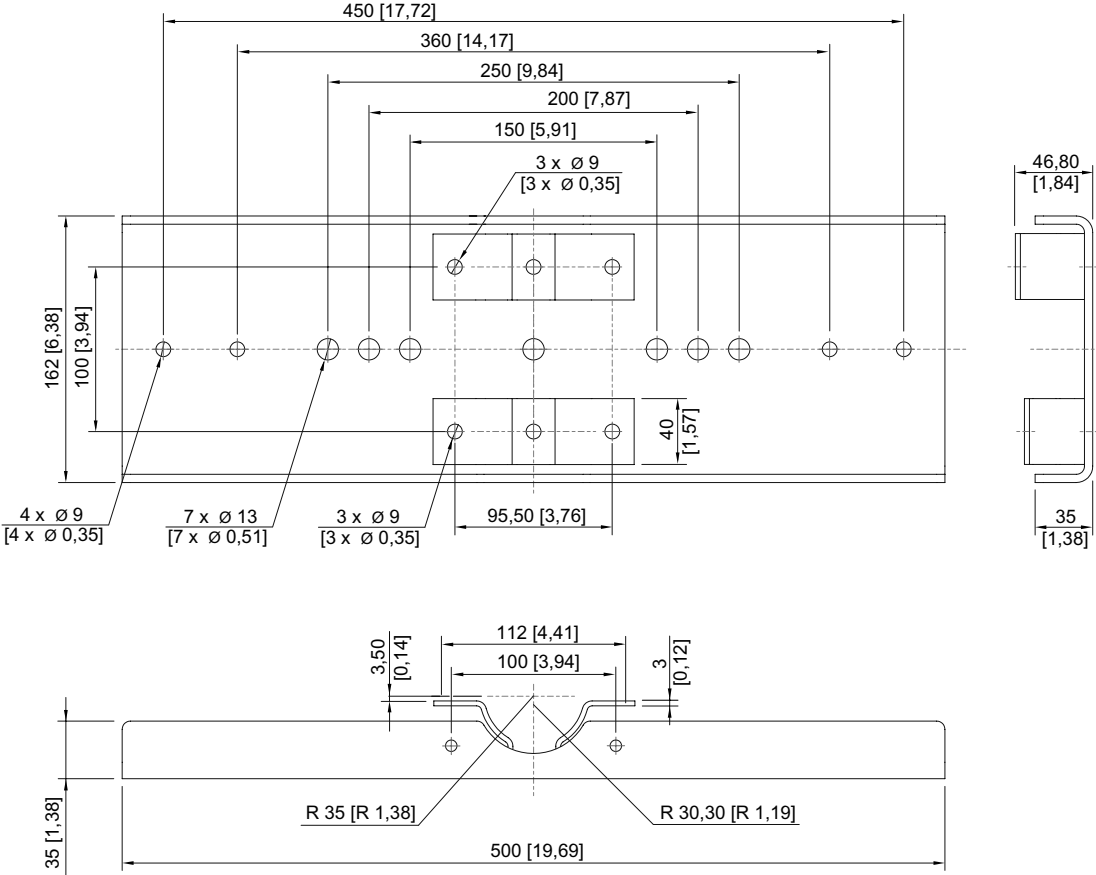 450 [17,72]
360 [14,17]
250 [9,84]
200 [7,87]
150 [5,91]
3 x Ø 9
[3 x Ø 0,35]
46,80
[1,84]
162 [6,38]
100 [3,94]
40
[1,57]
4 x Ø 9
[4 x Ø 0,35]
7 x Ø 13
[7 x Ø 0,51]
3 x Ø 9
[3 x Ø 0,35]
95,50 [3,76]
35
[1,38]
3,50
[0,14]
112 [4,41]
100 [3,94]
3
[0,12]
R 35 [R 1,38]
R 30,30 [R 1,19]
35 [1,38]
500 [19,69]